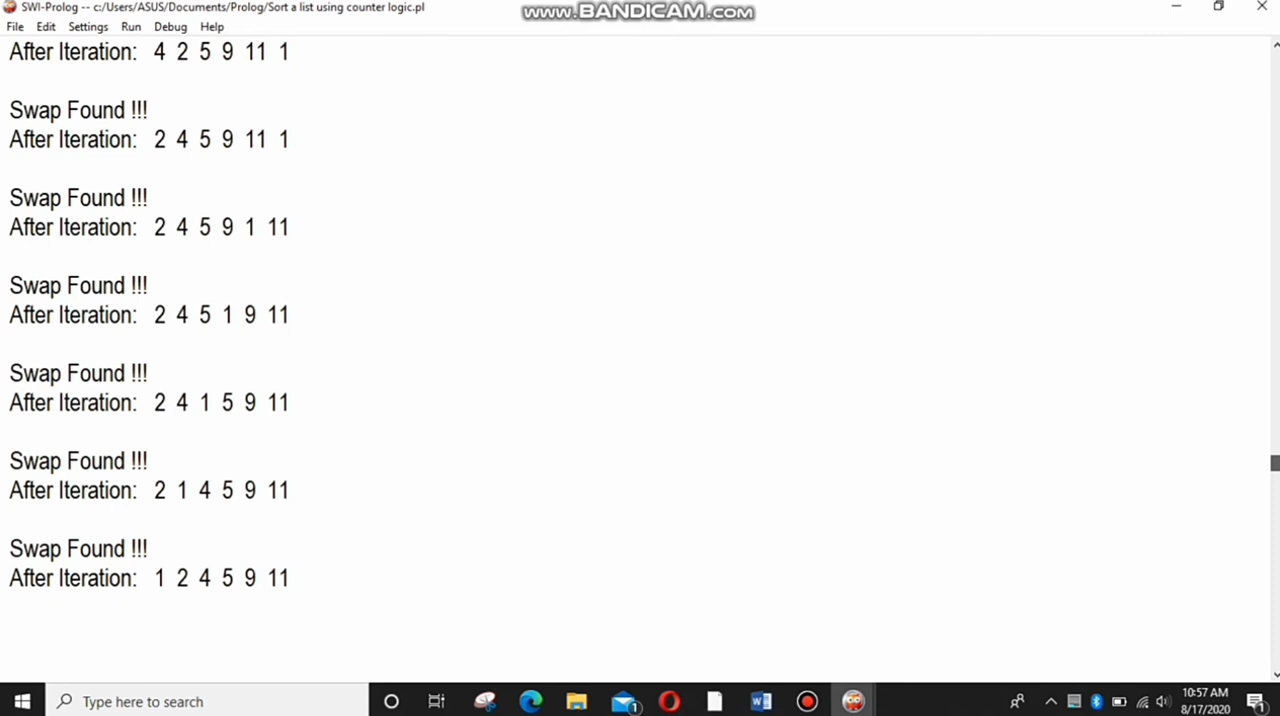 SWI-Prolog -- c:/Users/ASUS/Documents/Prolog/Sort a list using counter logic.pl
www.BANDICAM.com
File Edit Settings Run Debug Help
After Iteration: 4 2 5 9 11 1
Swap Found !!!
After Iteration: 2 4 5 9 11 1
Swap Found !!!
After Iteration: 2 4 5 9 1 11
Swap Found !!!
After Iteration: 2 4 5 1 9 11
Swap Found !!!
After Iteration: 2 4 1 5 9 11
Swap Found !!!
After Iteration: 2 1 4 5 9 11
Swap Found !!!
After Iteration: 1 2 4 5 9 11
Type here to search
1
10:57 AM
8/17/2020
1